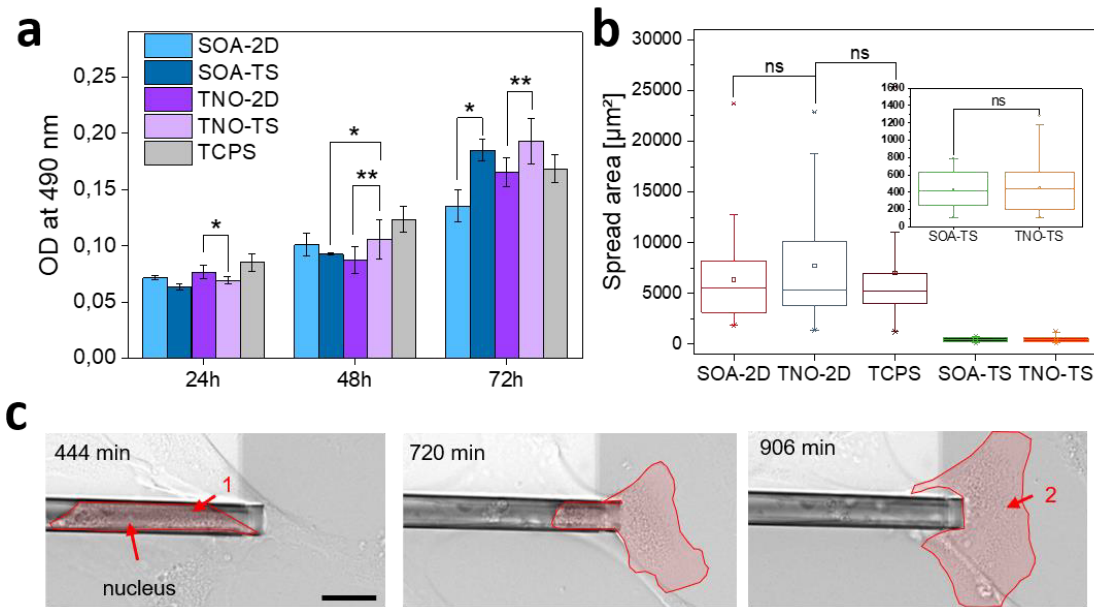 a
SOA-2D
SOA-TS
TNO-2D
TNO-TS
TCPS
OD at 490 nm
0,25
0,20
0,15
0,10
0,05
0,00
*
*
**
*
**
24h
48h
72h
b
Spread area [µm²]
30000
25000
20000
15000
10000
5000
0
ns
ns
1600
1400
1200
1000
800
600
400
200
0
ns
SOA-TS
TNO-TS
SOA-2D
TNO-2D
TCPS
SOA-TS
TNO-TS
c
444 min
1
nucleus
720 min
906 min
2